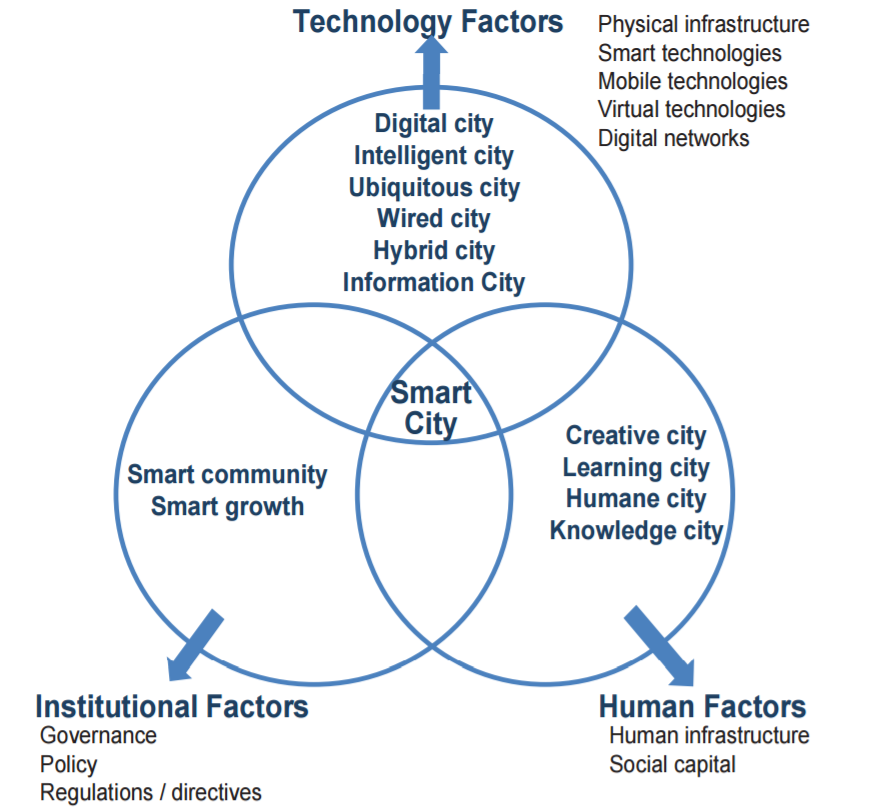 Technology Factors
Physical infrastructure
Smart technologies
Mobile technologies
Virtual technologies
Digital networks
Digital city
Intelligent city
Ubiquitous city
Wired city
Hybrid city
Information City
Smart
City
Smart community
Smart growth
Creative city
Learning city
Humane city
Knowledge city
Institutional Factors
Governance
Policy
Regulations / directives
Human Factors
Human infrastructure
Social capital